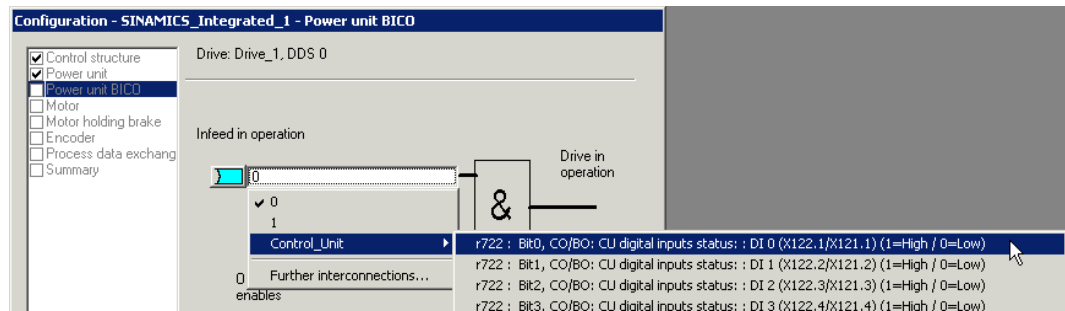 Configuration - SINAMICS_Integrated_1 - Power unit BICO
Control structure
Power unit
Power unit BICO
Motor
Motor holding brake
Encoder
Process data exchang
Summary
Drive: Drive_1, DDS 0
Infeed in operation
0
Drive in
operation
&
0
1
Control_Unit
Further interconnections...
0
enables
r722 : Bit0, CO/BO: CU digital inputs status: : DI 0 (X122.1/X121.1) (1=High / 0=Low)
r722 : Bit1, CO/BO: CU digital inputs status: : DI 1 (X122.2/X121.2) (1=High / 0=Low)
r722 : Bit2, CO/BO: CU digital inputs status: : DI 2 (X122.3/X121.3) (1=High / 0=Low)
r722 : Bit3, CO/BO: CU digital inputs status: : DI 3 (X122.4/X121.4) (1=High / 0=Low)